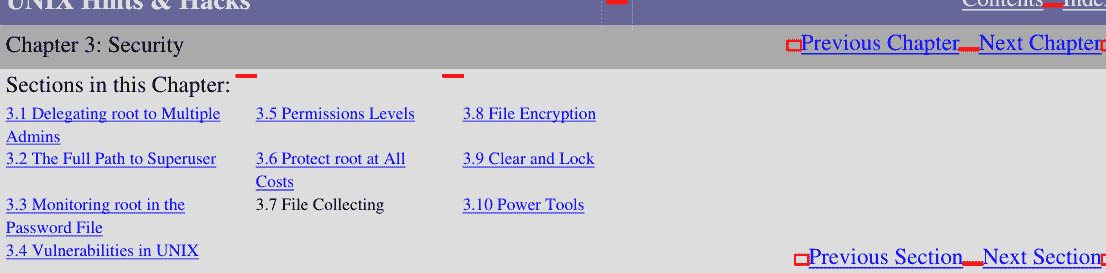 UNIX Hints & Hacks
Contents Index
Chapter 3: Security
Previous Chapter Next Chapter
Sections in this Chapter:
3.1 Delegating root to Multiple Admins
3.5 Permissions Levels
3.8 File Encryption
3.2 The Full Path to Superuser
3.6 Protect root at All Costs
3.9 Clear and Lock
3.3 Monitoring root in the Password File
3.7 File Collecting
3.10 Power Tools
3.4 Vulnerabilities in UNIX
Previous Section Next Section